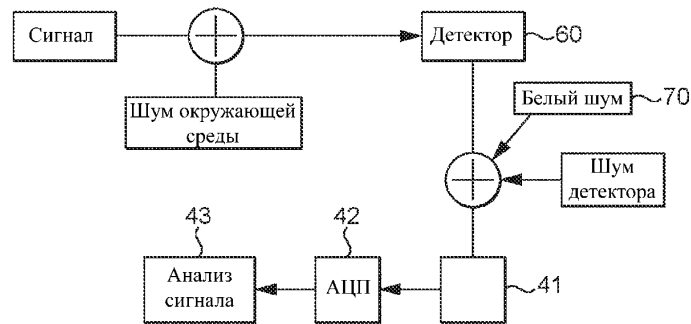 Сигнал
Детектор
60
Шум окружающей
среды
Белый шум
70
Шум
детектора
43
42
Анализ
сигнала
АЦП
41